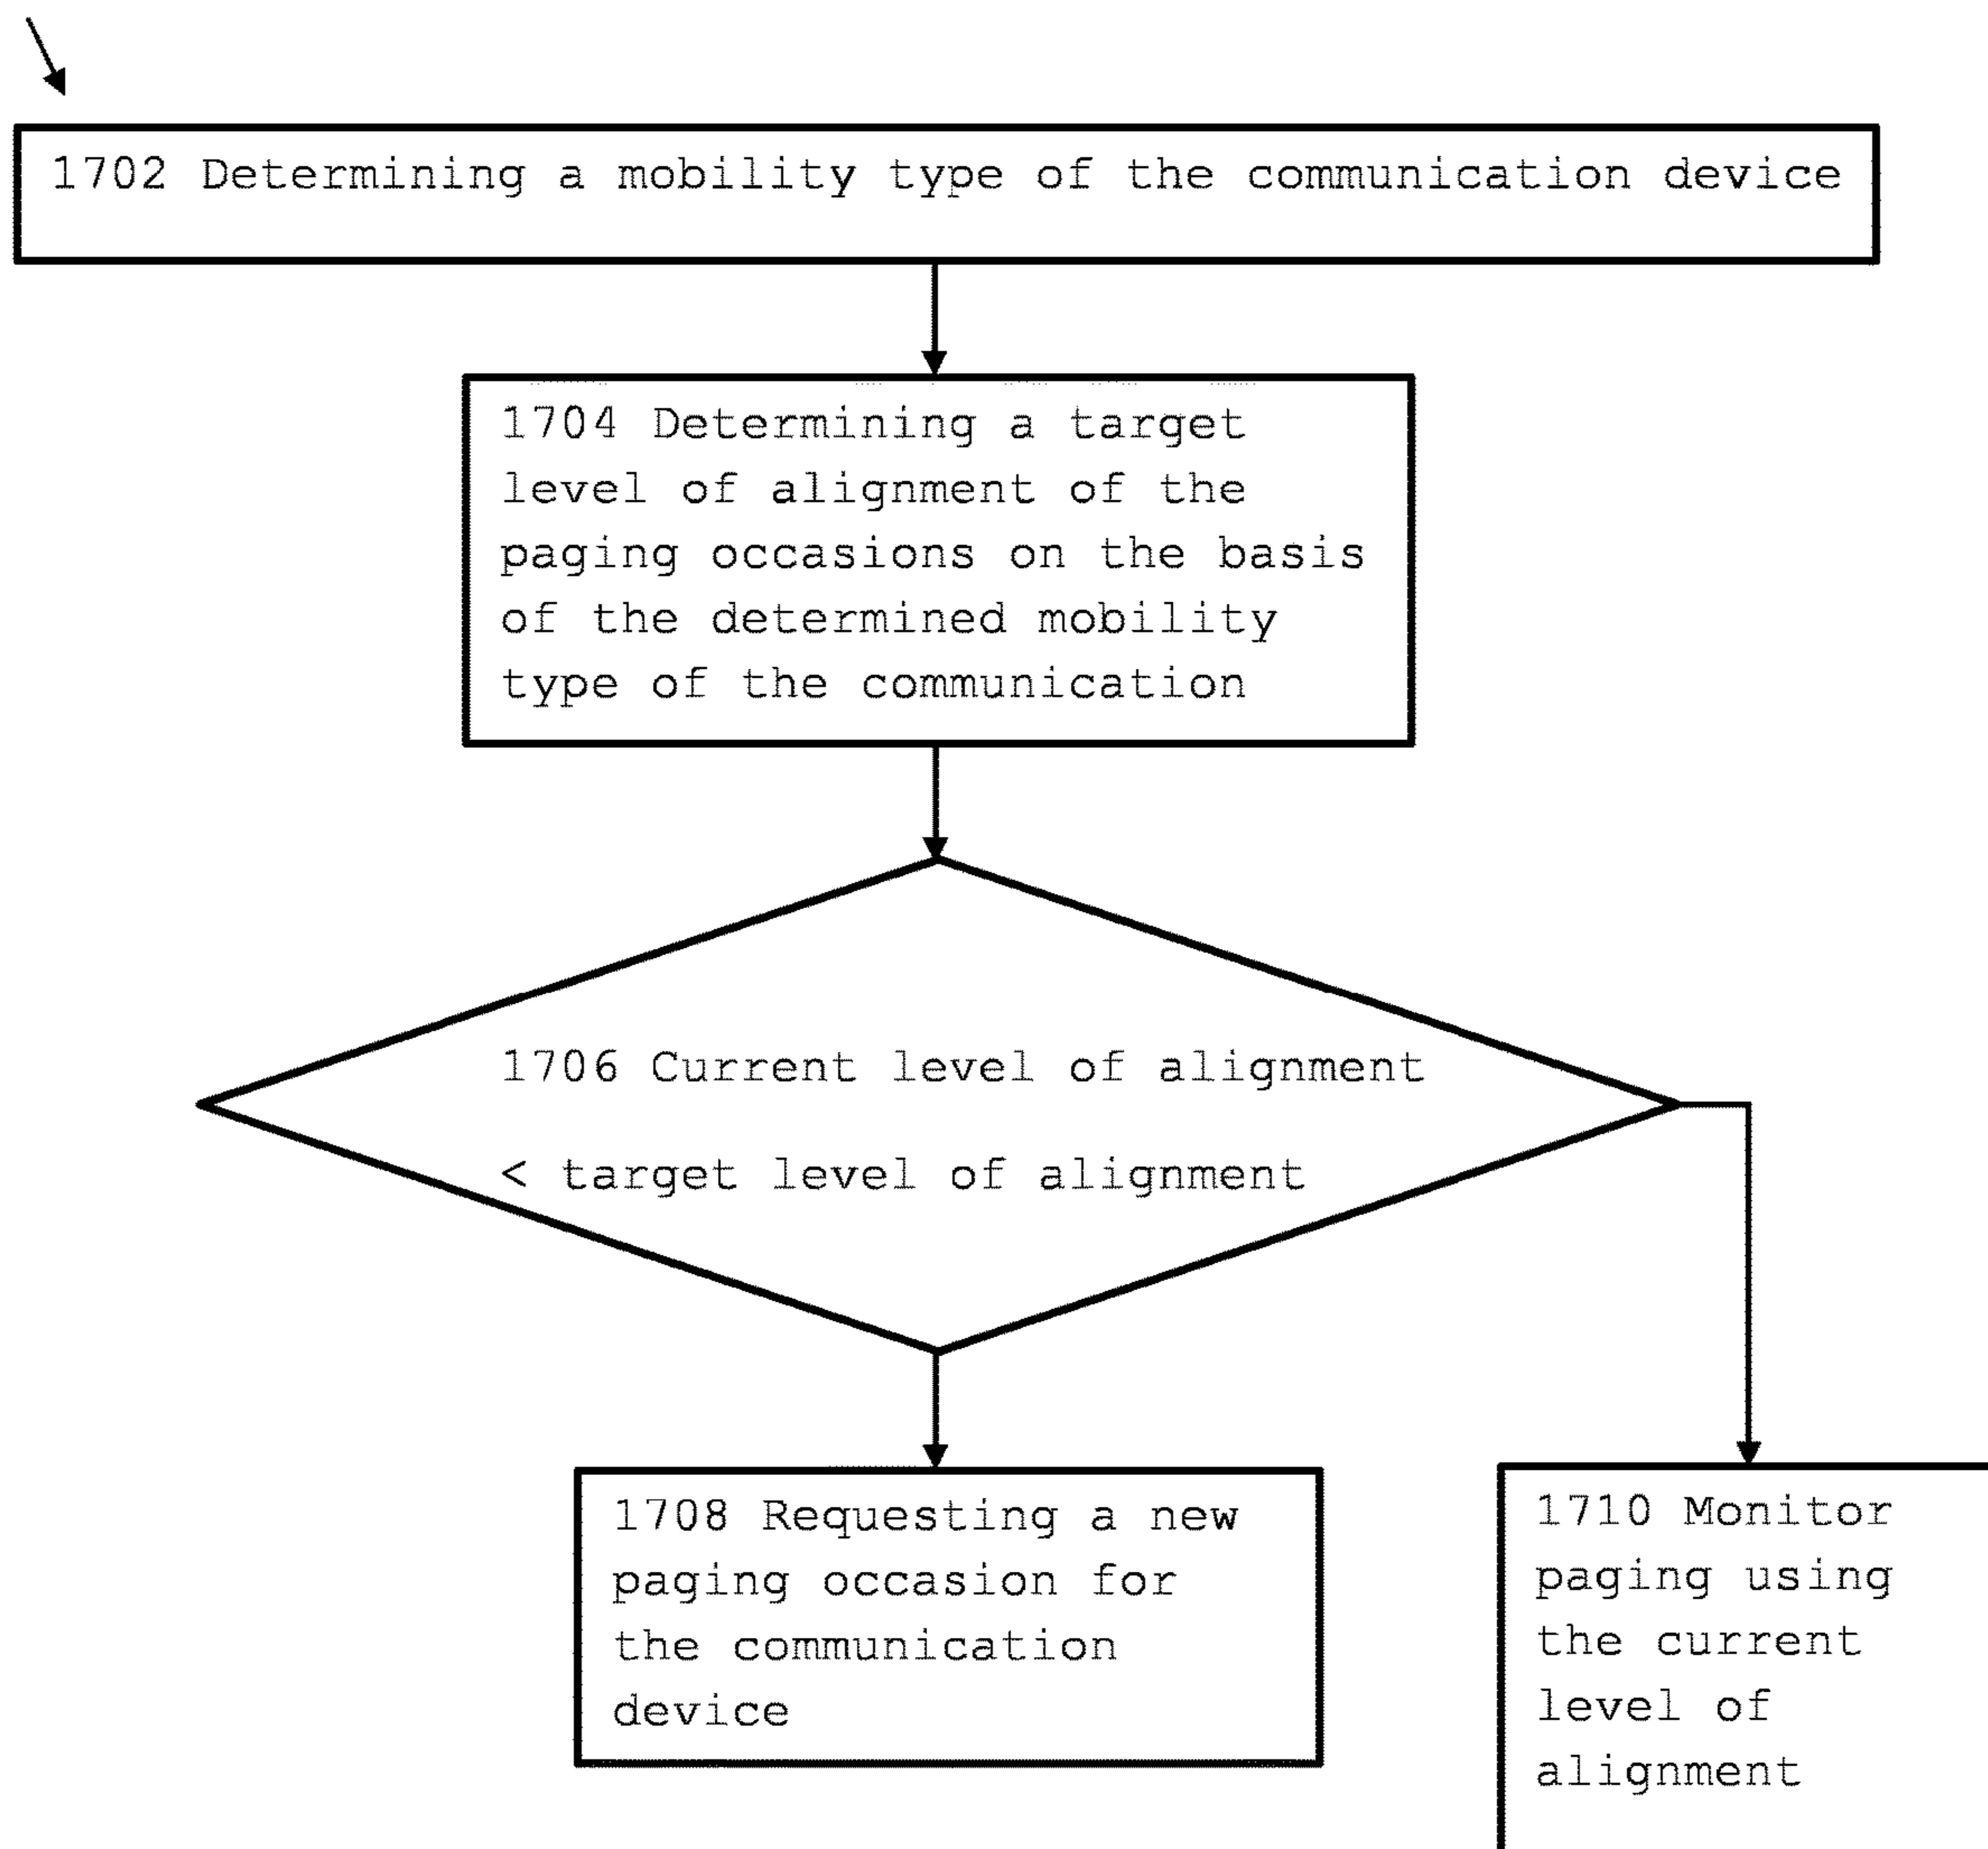 1702 Determining a mobility type of the communication device
1704 Determining a target
level of alignment of the
paging occasions on the basis
of the determined mobility
type of the communication
1706 Current level of alignment
< target level of alignment
1708 Requesting a new
paging occasion for
the communication
device
1710 Monitor
paging using
the current
level of
alignment